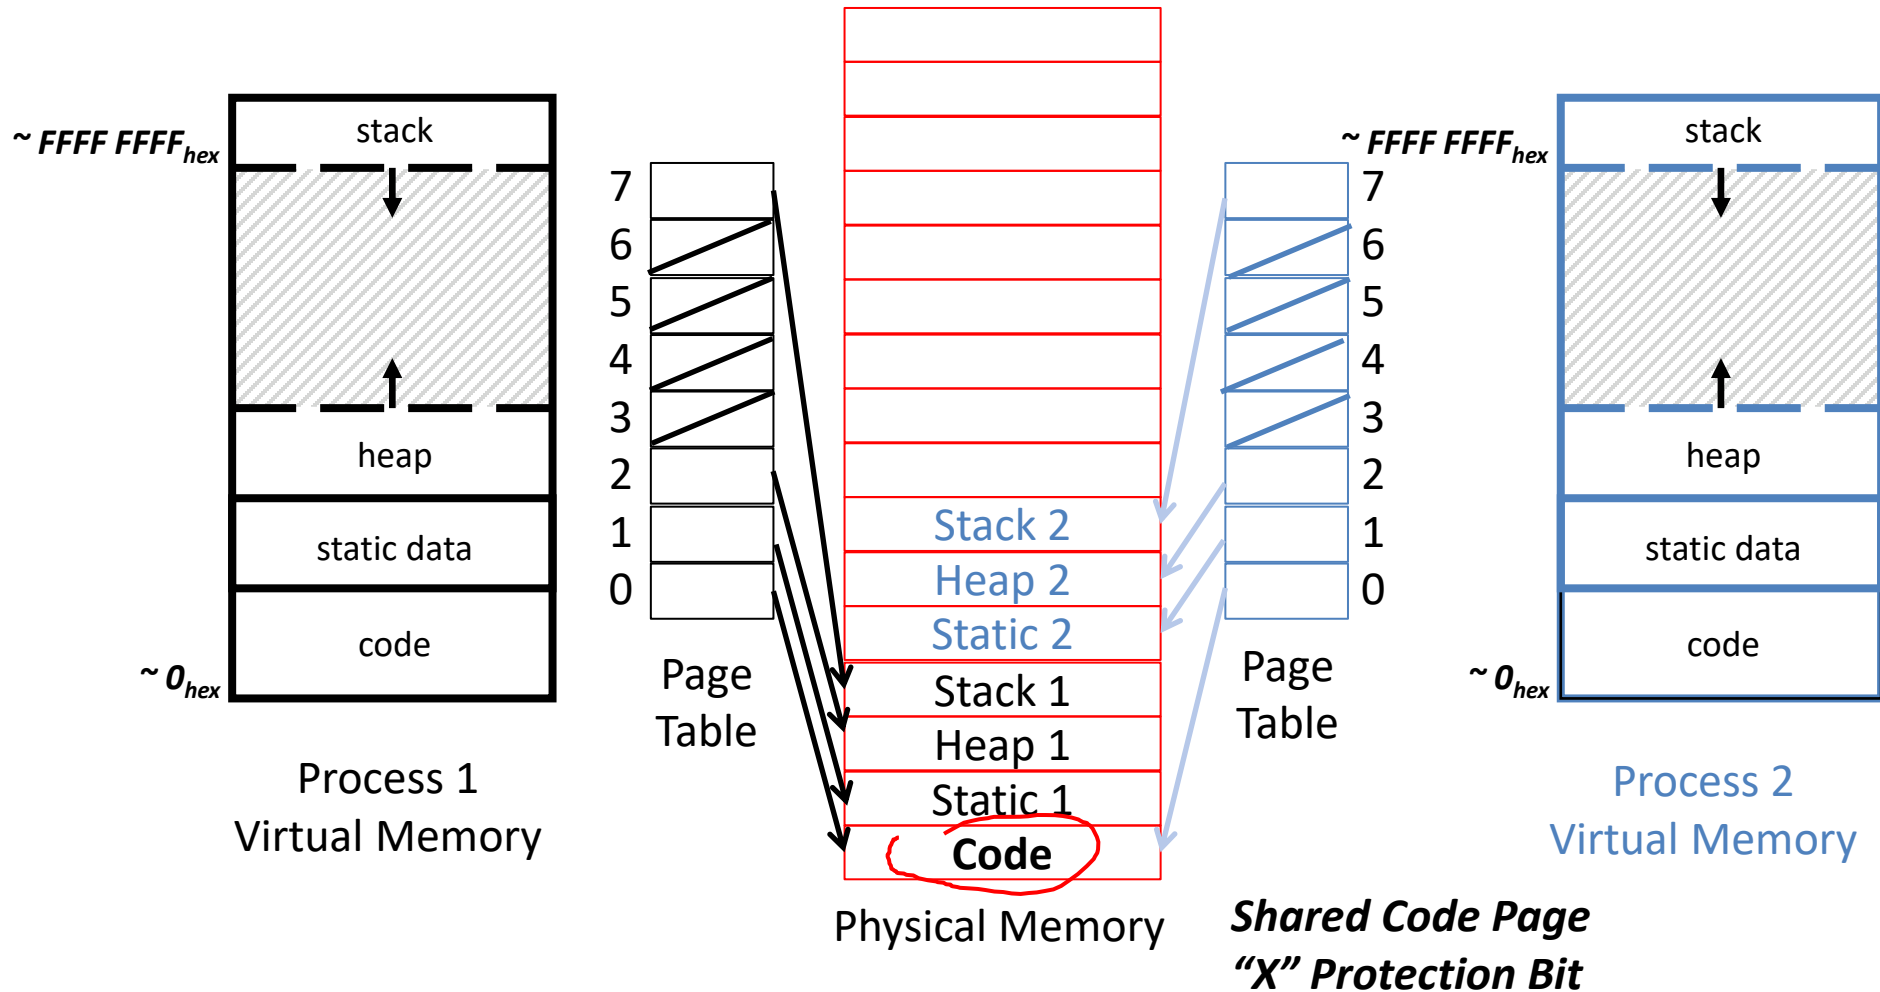 ~ FFFF FFFFhex
stack
heap
static data
code
~ 0hex
Process 1
Virtual Memory
7
6
5
4
3
2
1
0
Page
Table
Stack 2
Heap 2
Static 2
Stack 1
Heap 1
Static 1
Code
Physical Memory
7
6
5
4
3
2
1
0
Page
Table
~ FFFF FFFFhex
stack
heap
static data
code
~ 0hex
Process 2
Virtual Memory
Shared Code Page
“X” Protection Bit